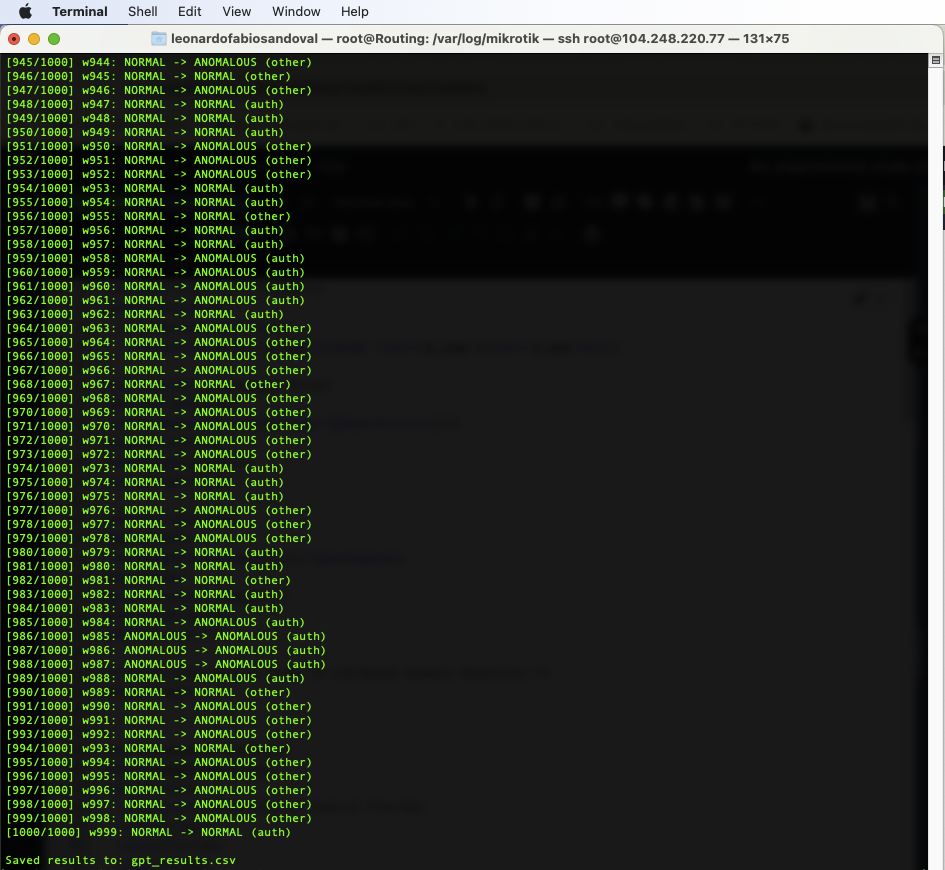 Terminal Shell Edit View Window Help
leonardofabiosandoval — root@Routing: /var/log/mikrotik — ssh root@104.248.220.77 — 131×75
[945/1000] w944: NORMAL -> ANOMALOUS (other)
[946/1000] w945: NORMAL -> NORMAL (other)
[947/1000] w946: NORMAL -> ANOMALOUS (other)
[948/1000] w947: NORMAL -> NORMAL (auth)
[949/1000] w948: NORMAL -> NORMAL (auth)
[950/1000] w949: NORMAL -> NORMAL (auth)
[951/1000] w950: NORMAL -> ANOMALOUS (other)
[952/1000] w951: NORMAL -> ANOMALOUS (other)
[953/1000] w952: NORMAL -> ANOMALOUS (other)
[954/1000] w953: NORMAL -> NORMAL (auth)
[955/1000] w954: NORMAL -> NORMAL (auth)
[956/1000] w955: NORMAL -> NORMAL (other)
[957/1000] w956: NORMAL -> NORMAL (auth)
[958/1000] w957: NORMAL -> NORMAL (auth)
[959/1000] w958: NORMAL -> ANOMALOUS (auth)
[960/1000] w959: NORMAL -> ANOMALOUS (auth)
[961/1000] w960: NORMAL -> ANOMALOUS (auth)
[962/1000] w961: NORMAL -> ANOMALOUS (auth)
[963/1000] w962: NORMAL -> NORMAL (auth)
[964/1000] w963: NORMAL -> ANOMALOUS (other)
[965/1000] w964: NORMAL -> ANOMALOUS (other)
[966/1000] w965: NORMAL -> ANOMALOUS (other)
[967/1000] w966: NORMAL -> ANOMALOUS (other)
[968/1000] w967: NORMAL -> NORMAL (other)
[969/1000] w968: NORMAL -> ANOMALOUS (other)
[970/1000] w969: NORMAL -> ANOMALOUS (other)
[971/1000] w970: NORMAL -> ANOMALOUS (other)
[972/1000] w971: NORMAL -> ANOMALOUS (other)
[973/1000] w972: NORMAL -> ANOMALOUS (other)
[974/1000] w973: NORMAL -> NORMAL (auth)
[975/1000] w974: NORMAL -> NORMAL (auth)
[976/1000] w975: NORMAL -> NORMAL (auth)
[977/1000] w976: NORMAL -> ANOMALOUS (other)
[978/1000] w977: NORMAL -> ANOMALOUS (other)
[979/1000] w978: NORMAL -> ANOMALOUS (other)
[980/1000] w979: NORMAL -> NORMAL (auth)
[981/1000] w980: NORMAL -> NORMAL (auth)
[982/1000] w981: NORMAL -> NORMAL (other)
[983/1000] w982: NORMAL -> NORMAL (auth)
[984/1000] w983: NORMAL -> NORMAL (auth)
[985/1000] w984: NORMAL -> ANOMALOUS (auth)
[986/1000] w985: ANOMALOUS -> ANOMALOUS (auth)
[987/1000] w986: ANOMALOUS -> ANOMALOUS (auth)
[988/1000] w987: ANOMALOUS -> ANOMALOUS (auth)
[989/1000] w988: NORMAL -> ANOMALOUS (auth)
[990/1000] w989: NORMAL -> NORMAL (other)
[991/1000] w990: NORMAL -> ANOMALOUS (other)
[992/1000] w991: NORMAL -> ANOMALOUS (other)
[993/1000] w992: NORMAL -> ANOMALOUS (other)
[994/1000] w993: NORMAL -> NORMAL (other)
[995/1000] w994: NORMAL -> ANOMALOUS (other)
[996/1000] w995: NORMAL -> ANOMALOUS (other)
[997/1000] w996: NORMAL -> ANOMALOUS (other)
[998/1000] w997: NORMAL -> ANOMALOUS (other)
[999/1000] w998: NORMAL -> ANOMALOUS (other)
[1000/1000] w999: NORMAL -> NORMAL (auth)
Saved results to: gpt_results.csv